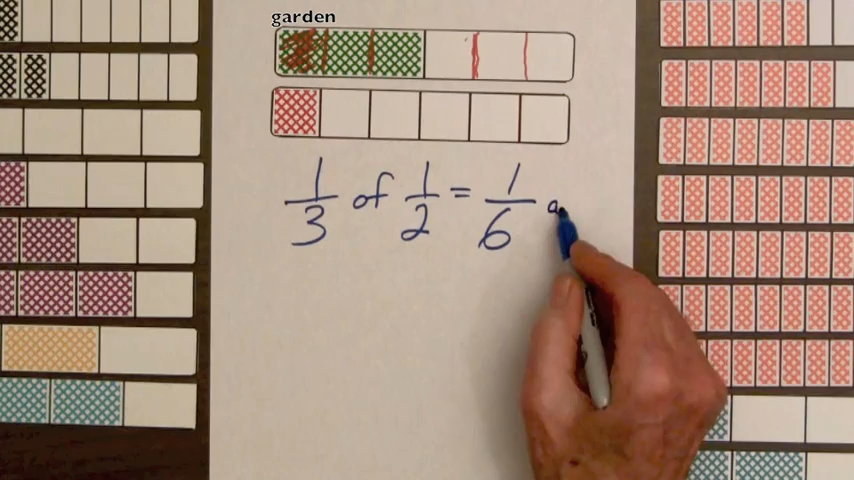 garden
1/3 of 1/2 = 1/6 a